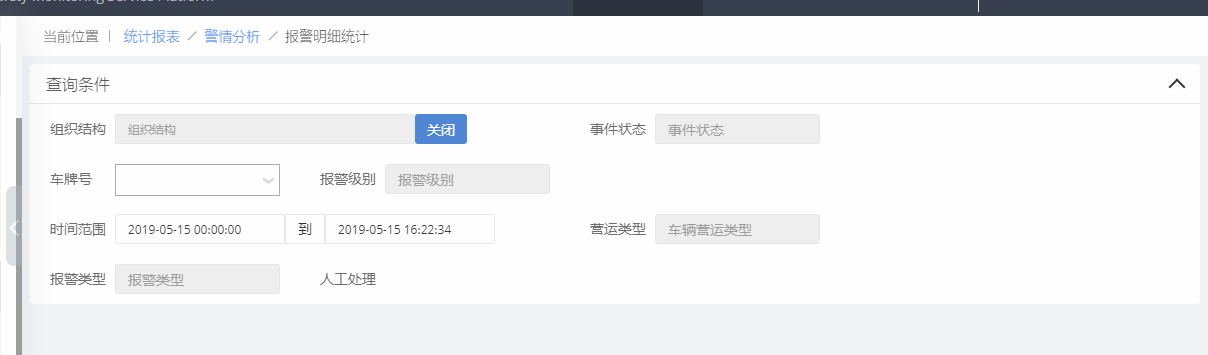 Monitoring Service Platform
当前位置 | 统计报表 / 警情分析 / 报警明细统计
查询条件
组织结构 组织结构 关闭 事件状态 事件状态
车牌号 报警级别 报警级别
时间范围 2019-05-15 00:00:00 到 2019-05-15 16:22:34 营运类型 车辆营运类型
报警类型 报警类型 人工处理